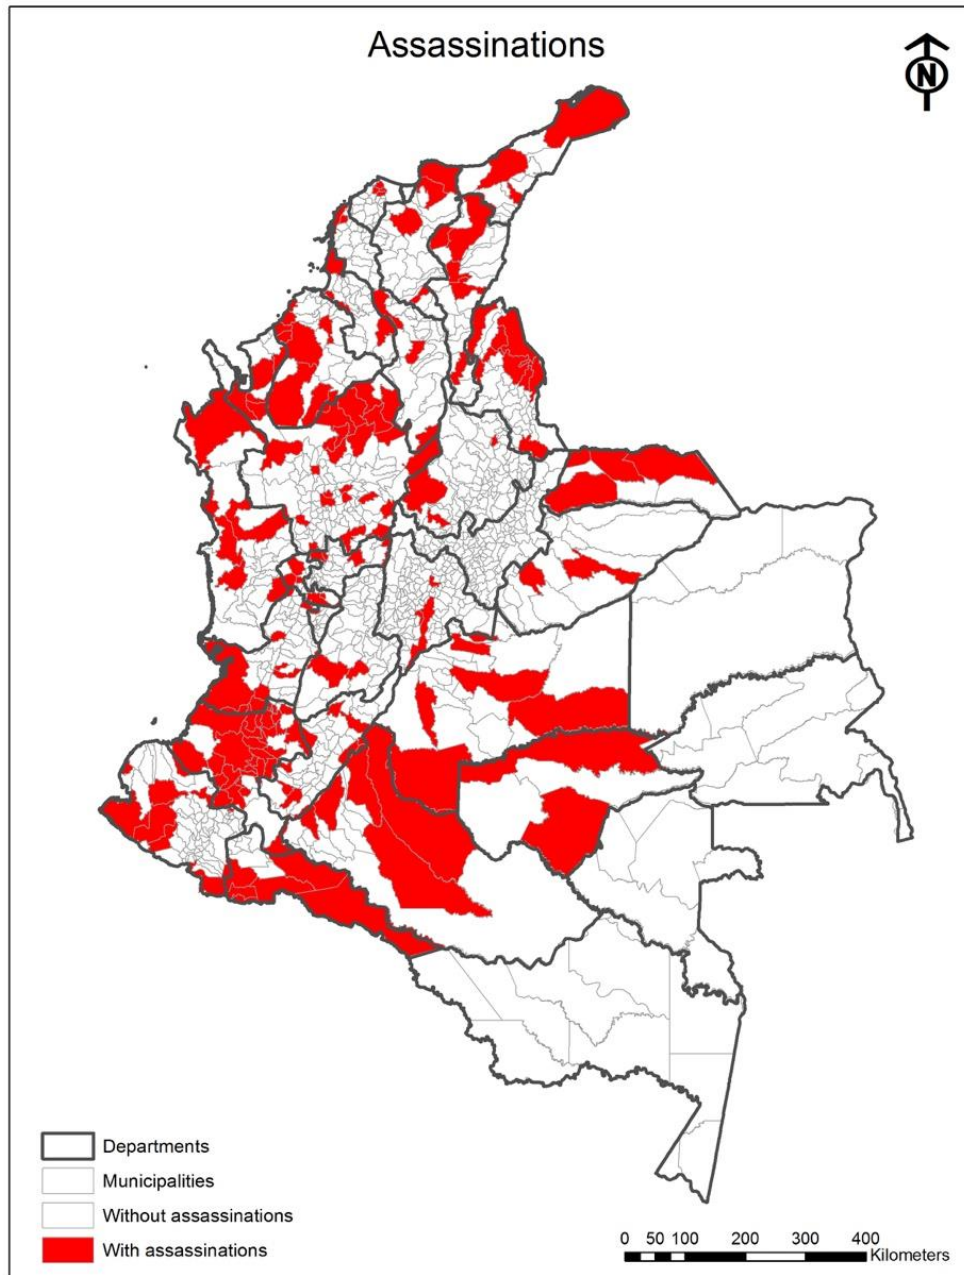 Assassinations
N
Departments
Municipalities
Without assassinations
With assassinations
0 50 100 200 300 400
Kilometers